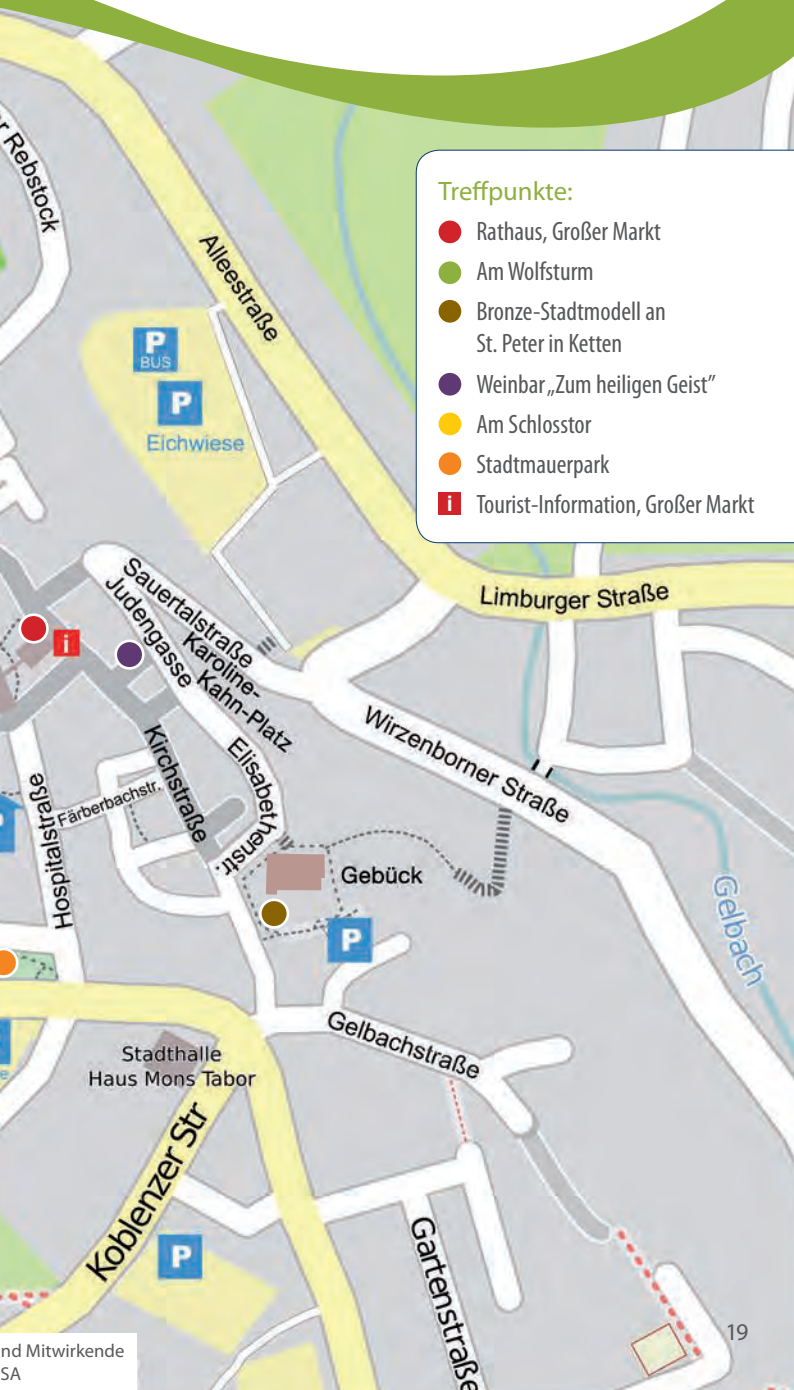 r Rebstock
Alleestraße
Treffpunkte:
Rathaus, Großer Markt
Am Wolfsturm
Bronze-Stadtmodell an
St. Peter in Ketten
Weinbar „Zum heiligen Geist”
Am Schlosstor
Stadtmauerpark
i Tourist-Information, Großer Markt
P
BUS
P
Eichwiese
Limburger Straße
Sauertalstraße
Judengasse
Karoline-
Kahn-Platz
i
Wirzenborner Straße
Kirchstraße
Elisabethenstr.
Färberbachstr.
Hospitalstraße
P
Gebück
P
Gelbach
Gelbachstraße
Stadthalle
Haus Mons Tabor
e
Koblenzer Str
P
Gartenstraße
19
nd Mitwirkende
SA